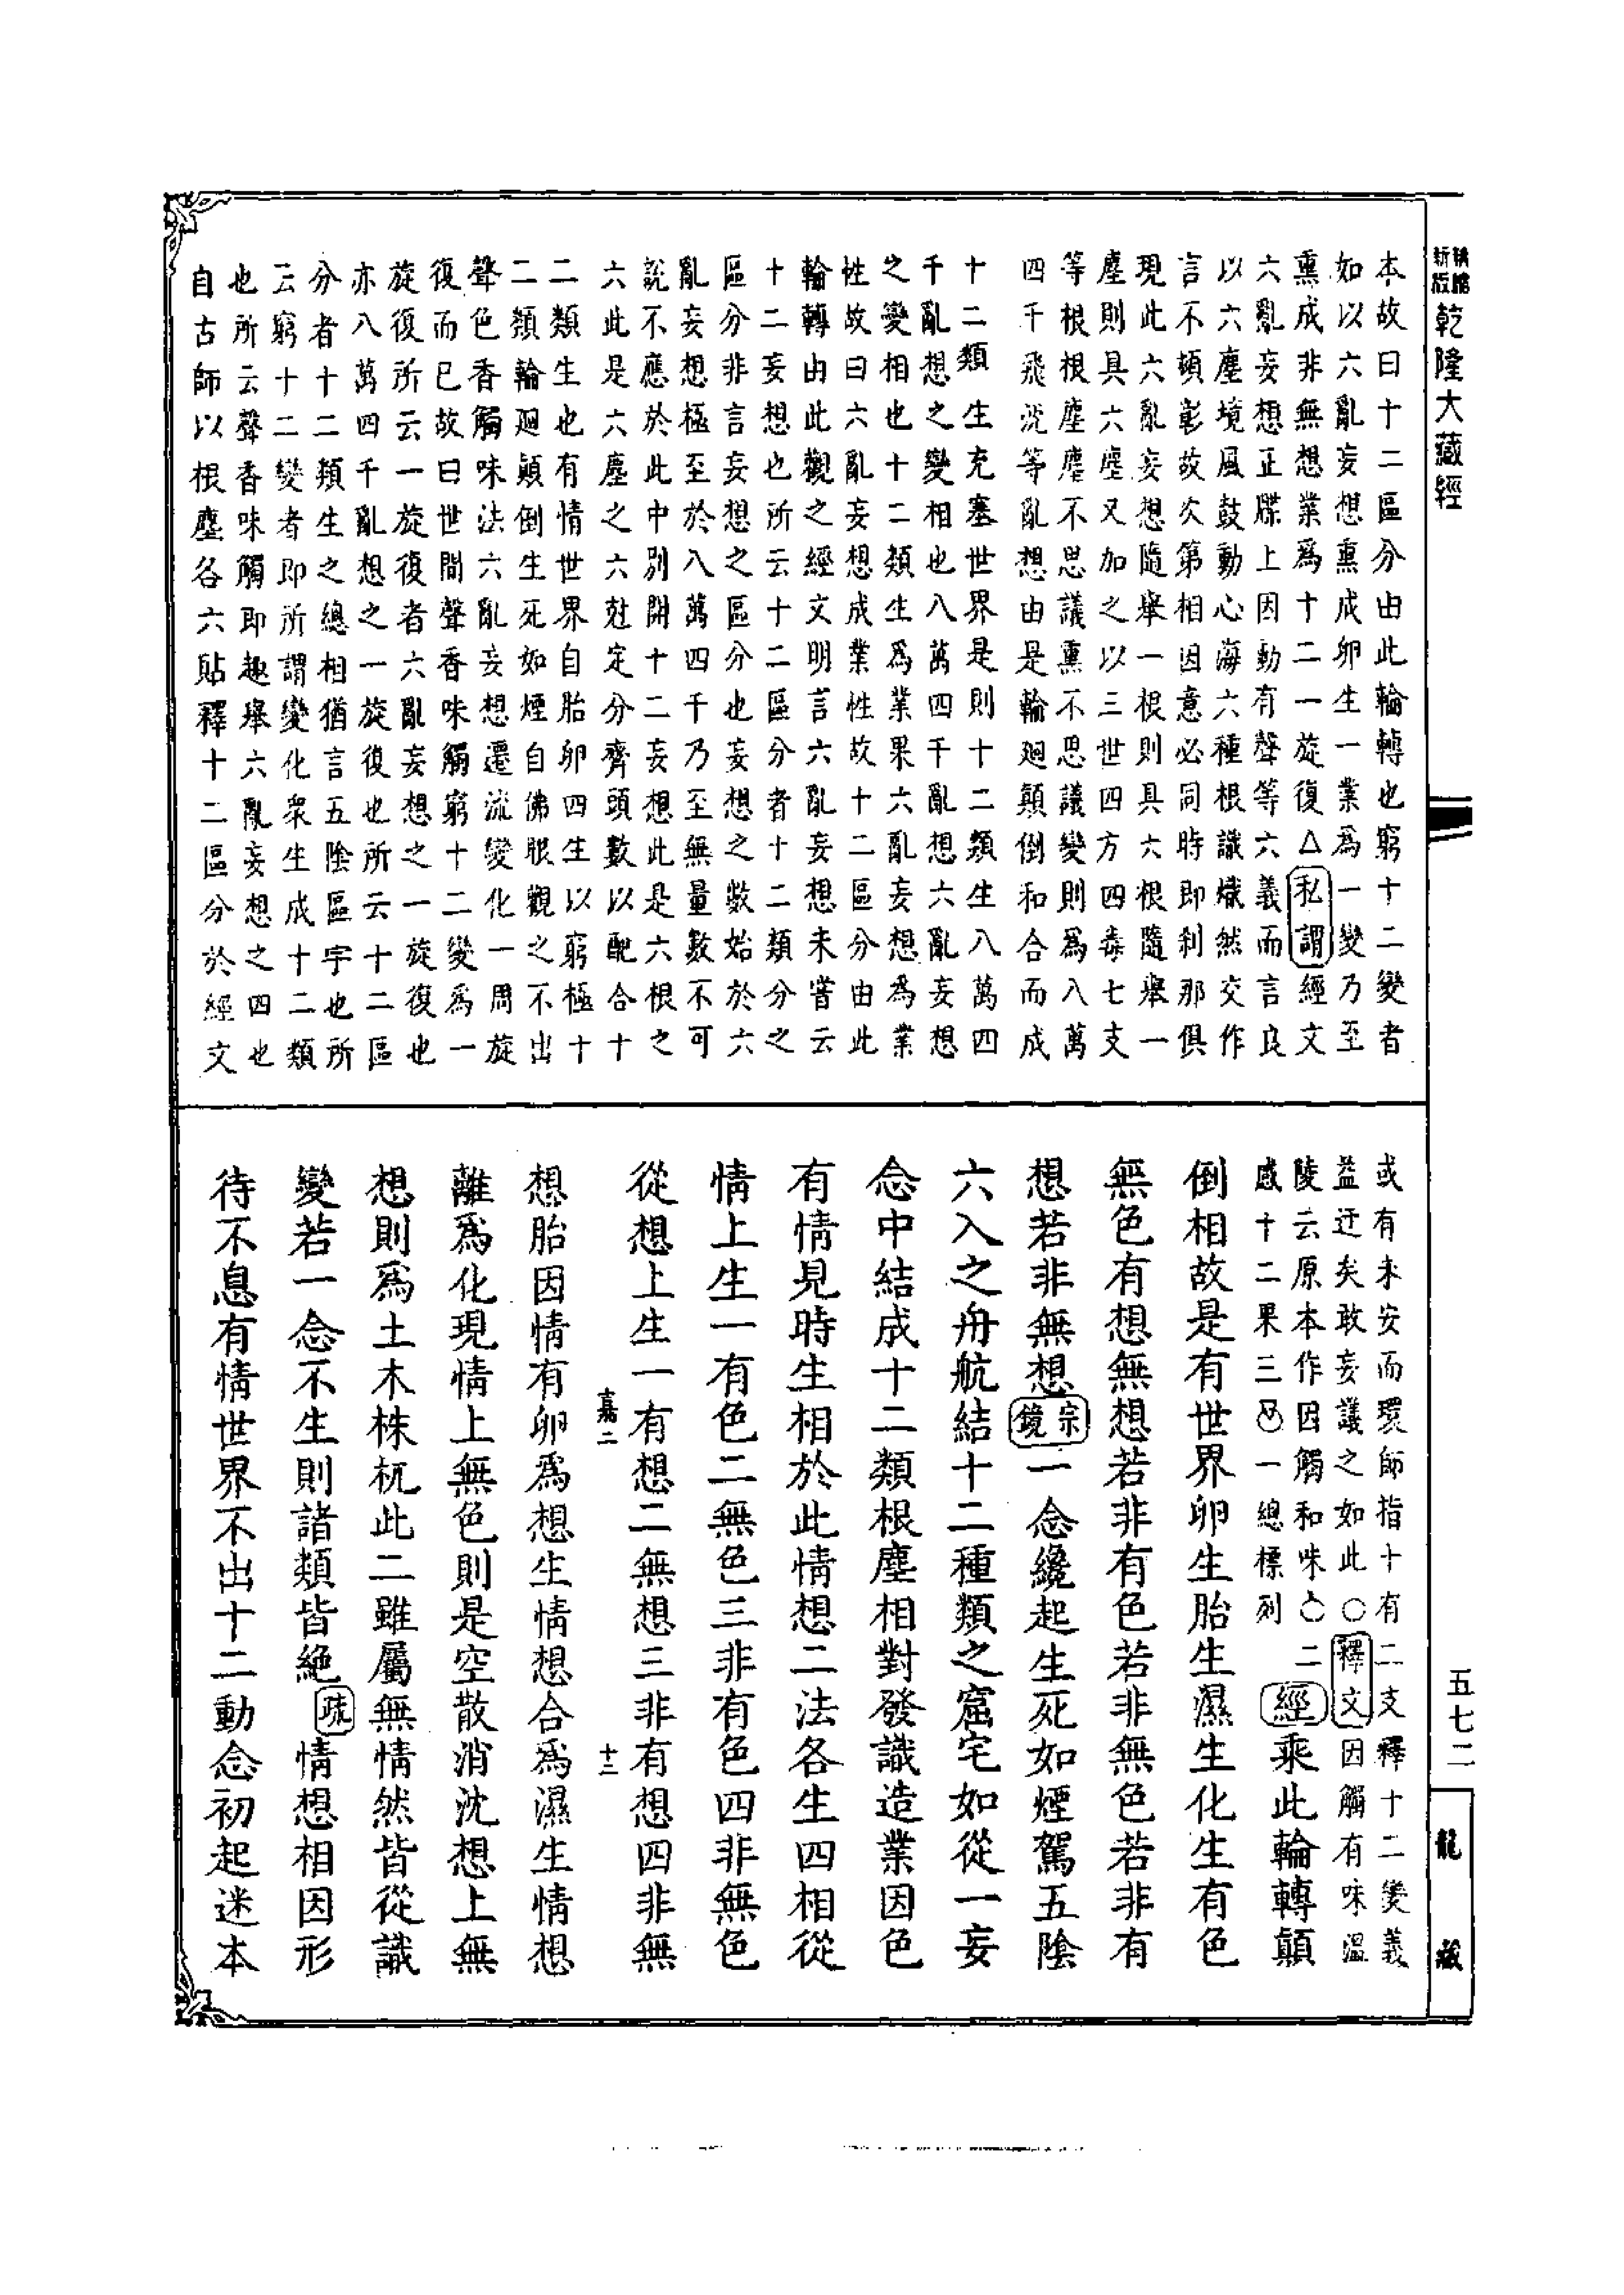 新版
乾隆大藏經
本故曰十二區分由此輪轉也窮十二變者
如以六亂妄想熏成卵生一業為一變乃至
熏成非無想業為十二一旋復△私謂經文
六亂妄想正牒上因動有聲等六義而言良
以六塵境風鼓動心海六種根識熾然交作
言不頓彰故次第相因意必同時即剎那俱
現此六亂妄想隨舉一根則具六根隨舉一
塵則具六塵又加之以三世四方四毒七支
等根根塵塵不思議熏不思議變則為八萬
四千飛沉等亂想由是輪廻顛倒和合而成
十二類生充塞世界是則十二類生八萬四
千亂想之變相也八萬四千亂想六亂妄想
之變相也十二類生為業果六亂妄想為業
性故曰六亂妄想成業性故十二區分由此
輪轉由此觀之經文明言六亂妄想未嘗云
十二妄想也所云十二區分者十二類分之
區分非言妄想之區分也妄想之數始於六
亂妄想極至於八萬四千乃至無量數不可
說不應於此中別開十二妄想此是六根之
六此是六塵之六尅定分齊頭數以配合十
二類生也有情世界自胎卵四生以窮極十
二類輪廻顛倒生死如煙自佛眼觀之不出
聲色香觸味法六亂妄想遷流變化一周旋
復而已故曰世間聲香味觸窮十二變為一
旋復所云一旋復者六亂妄想之一旋復也
亦八萬四千亂想之一旋復也所云十二區
分者十二類生之總相猶言五陰區宇也所
云窮十二變者即所謂變化眾生成十二類
也所云聲香味觸即趣舉六亂妄想之四也
自古師以根塵各六貼釋十二區分於經文
或有未安而環師指十有二支釋十二變義
益迂矣敢妄議之如此○釋文因觸有味溫
陵云原本作因觸和味○二
感十二果三一總標列
經乘此輪轉顛
倒相故是有世界卵生胎生濕生化生有色
無色有想無想若非有色若非無色若非有
想若非無想宗鏡一念纔起生死如煙駕五陰
六入之舟航結十二種類之窟宅如從一妄
念中結成十二類根塵相對發識造業因色
有情見時生相於此情想二法各生四相從
情上生一有色二無色三非有色四非無色
從想上生一有想二無想三非有想四非無
嘉二
十三
想胎因情有卵為想生情想合為濕生情想
離為化現情上無色則是空散消沈想上無
想則為土木株杌此二雖屬無情然皆從識
變若一念不生則諸類皆絕疏情想相因形
待不息有情世界不出十二動念初起迷本
五七二
龍藏